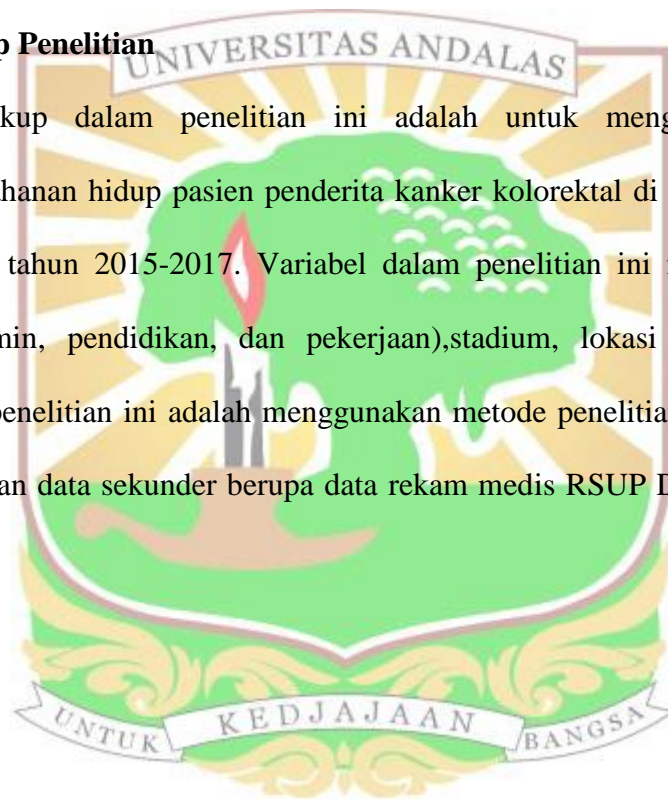 p Penelitian
UNIVERSITAS ANDALAS
kup dalam penelitian ini adalah untuk meng
ahanan hidup pasien penderita kanker kolorektal di
tahun 2015-2017. Variabel dalam penelitian ini
min, pendidikan, dan pekerjaan),stadium, lokasi
penelitian ini adalah menggunakan metode penelitia
an data sekunder berupa data rekam medis RSUP D
UNTUK KEDJAJAAN BANGSA